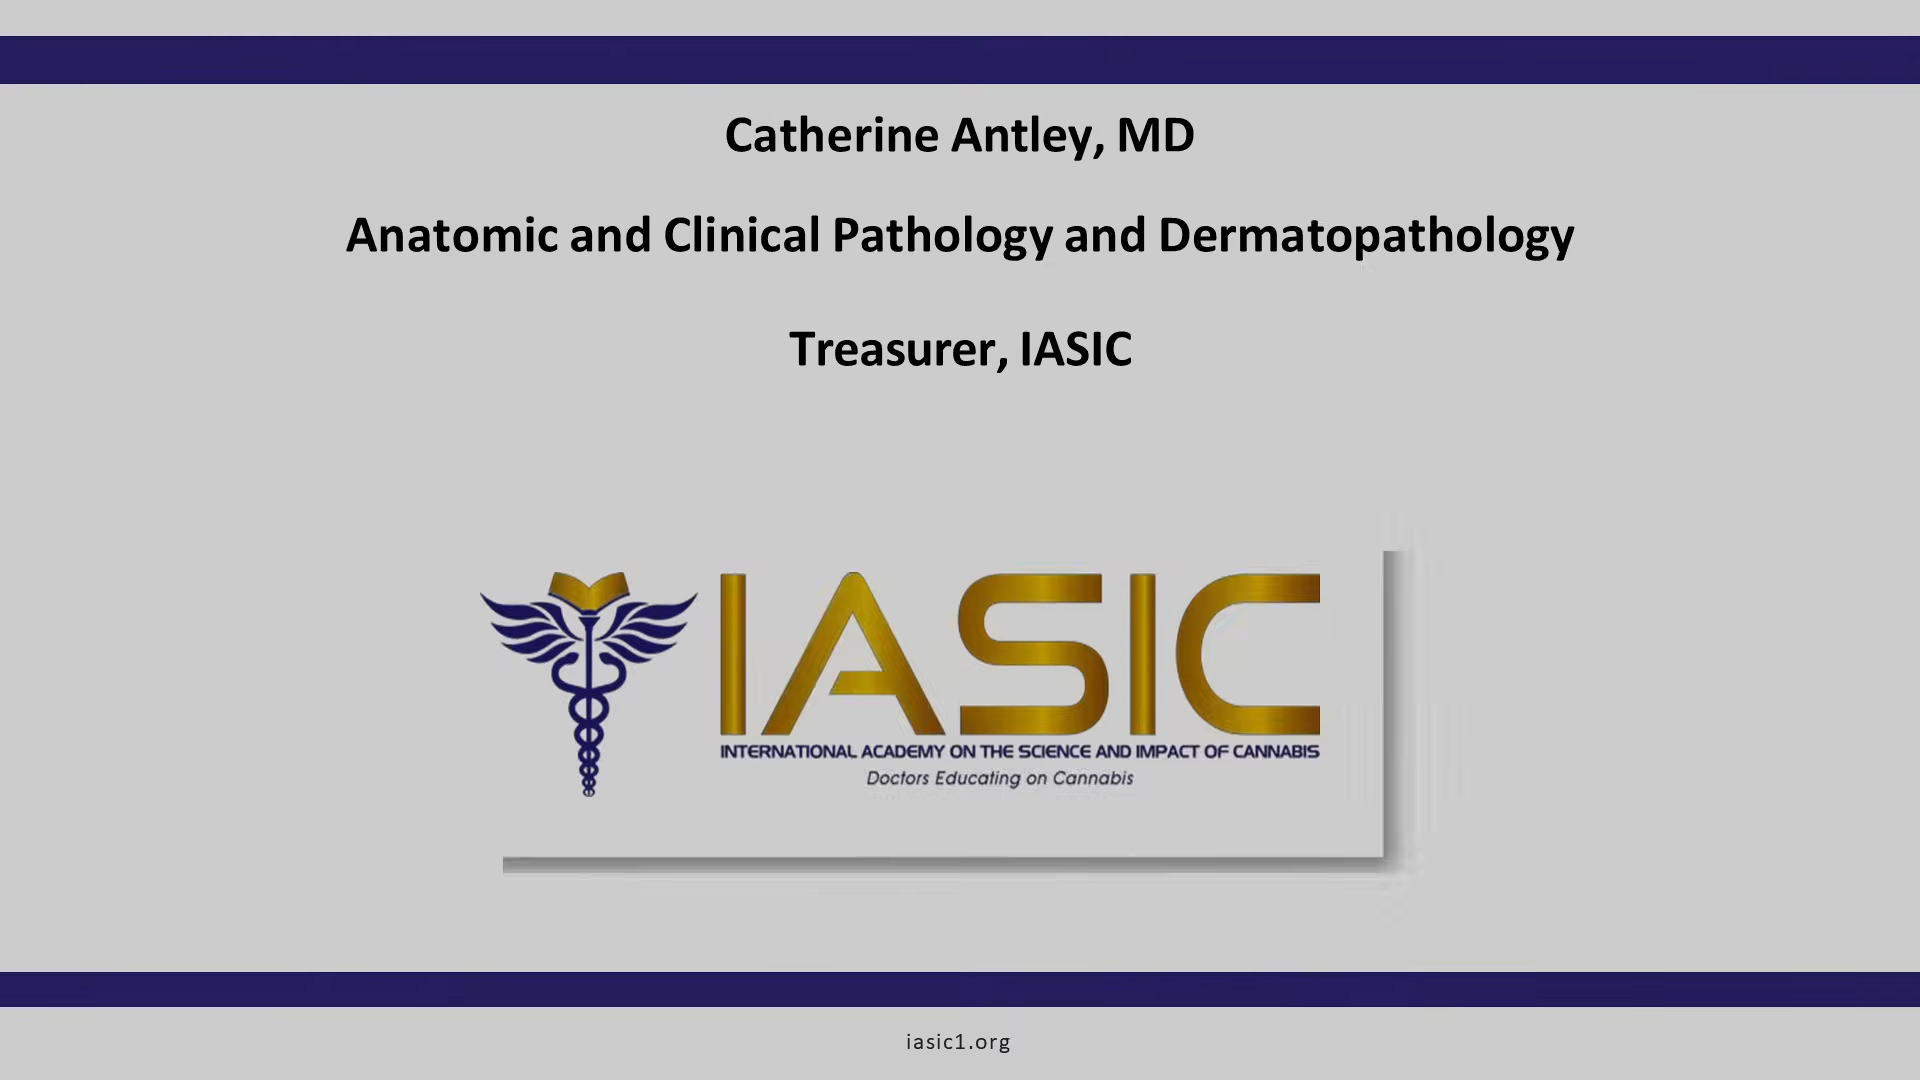 Catherine Antley, MD
Anatomic and Clinical Pathology and Dermatopathology
Treasurer, IASIC
IASIC
INTERNATIONAL ACADEMY ON THE SCIENCE AND IMPACT OF CANNABIS
Doctors Educating on Cannabis
iasic1.org